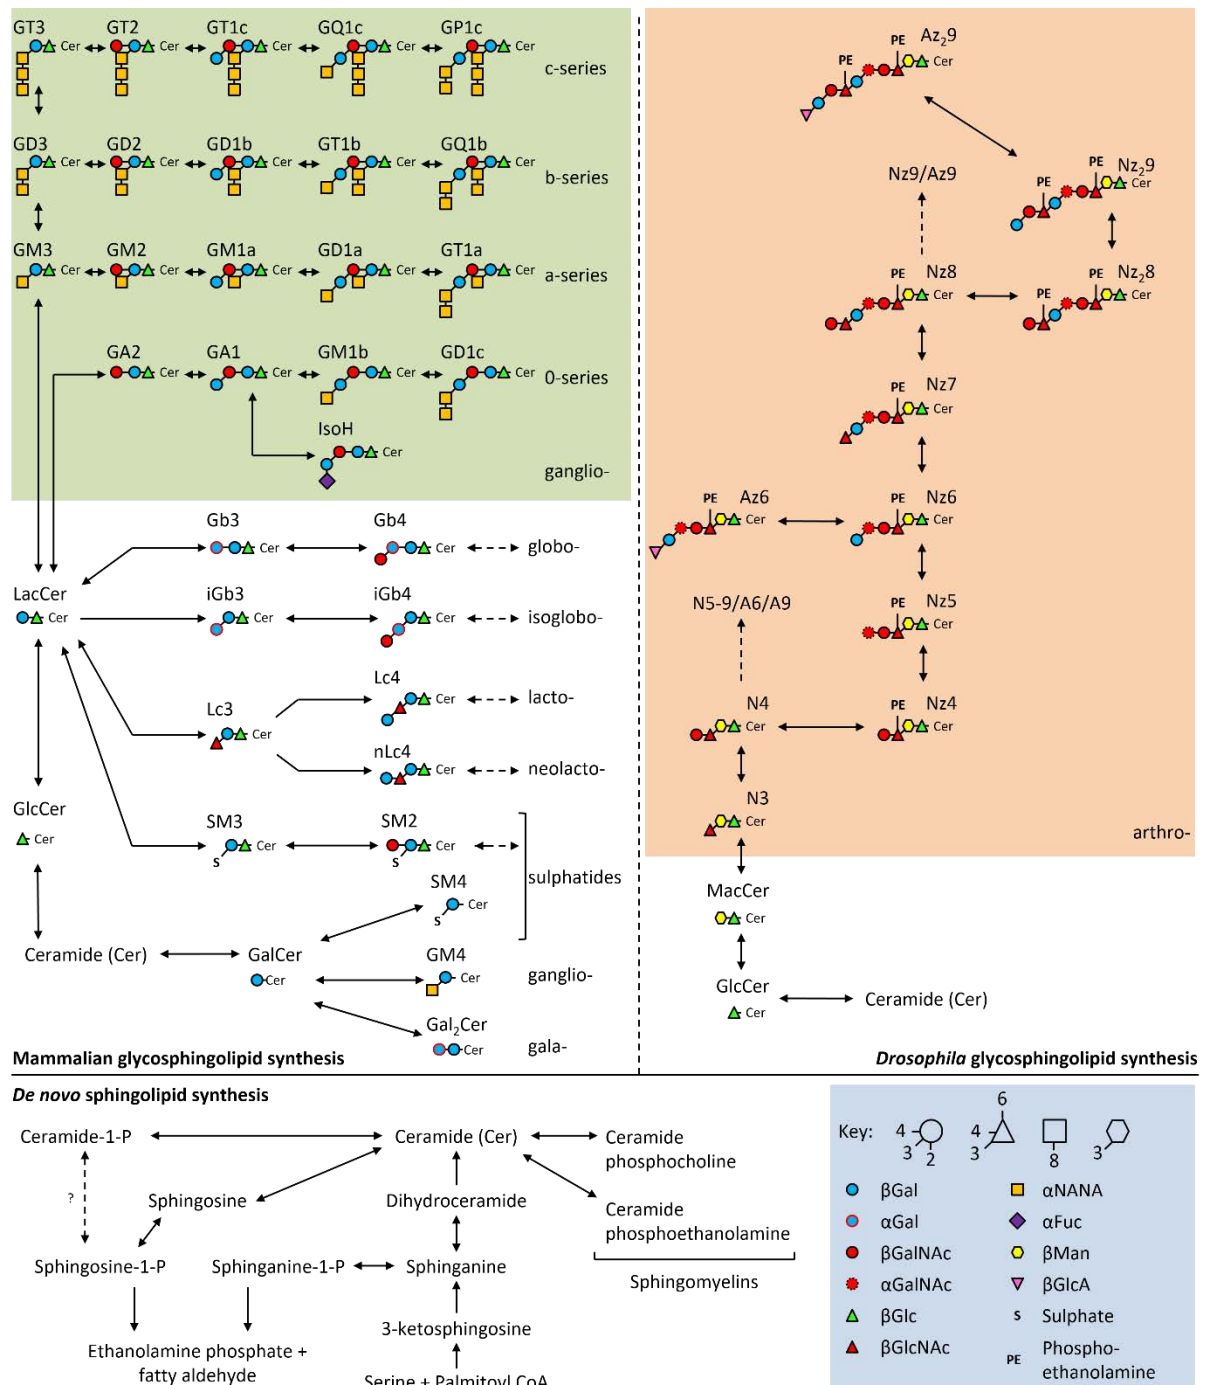 GT3 GT2 GT1c GQ1c GP1c
Cer Cer Cer Cer Cer
c-series
GD3 GD2 GD1b GT1b GQ1b
Cer Cer Cer Cer Cer
b-series
GM3 GM2 GM1a GD1a GT1a
Cer Cer Cer Cer Cer
a-series
GA2 GA1 GM1b GD1c
Cer Cer Cer Cer
0-series
IsoH
Cer
ganglio-
Gb3 Gb4
Cer Cer globo-
LacCer iGb3 iGb4
Cer Cer Cer isoglobo-
Lc4
Cer lacto-
Lc3
Cer
nLc4
Cer neolacto-
GlcCer
Cer
SM3 SM2
Cer Cer
S S
sulphatides
SM4
Cer
S
Ceramide (Cer) GalCer GM4
Cer Cer ganglio-
Gal2Cer
Cer gala-
Mammalian glycosphingolipid synthesis
Az29
PE
Cer
PE
Nz29
PE
Cer
PE
Nz9/Az9
Nz8
PE
Cer
Nz28
PE
Cer
PE
Nz7
PE
Cer
Az6 Nz6
PE PE
Cer Cer
N5-9/A6/A9
Nz5
PE
Cer
N4 Nz4
PE
Cer Cer
N3
Cer
arthro-
MacCer
Cer
GlcCer
Cer Ceramide (Cer)
Drosophila glycosphingolipid synthesis
De novo sphingolipid synthesis
Ceramide-1-P Ceramide (Cer) Ceramide
phosphocholine
?
Sphingosine Dihydroceramide Ceramide
phosphoethanolamine
Sphingosine-1-P Sphinganine-1-P Sphinganine
Sphingomyelins
3-ketosphingosine
Ethanolamine phosphate +
fatty aldehyde
Serine + Palmitoyl CoA
Key:
4 3 2
6 4 3
8
3
βGal αNANA
αGal αFuc
βGalNAc βMan
αGalNAc βGlcA
βGlc S Sulphate
βGlcNAc PE Phospho-
ethanolamine